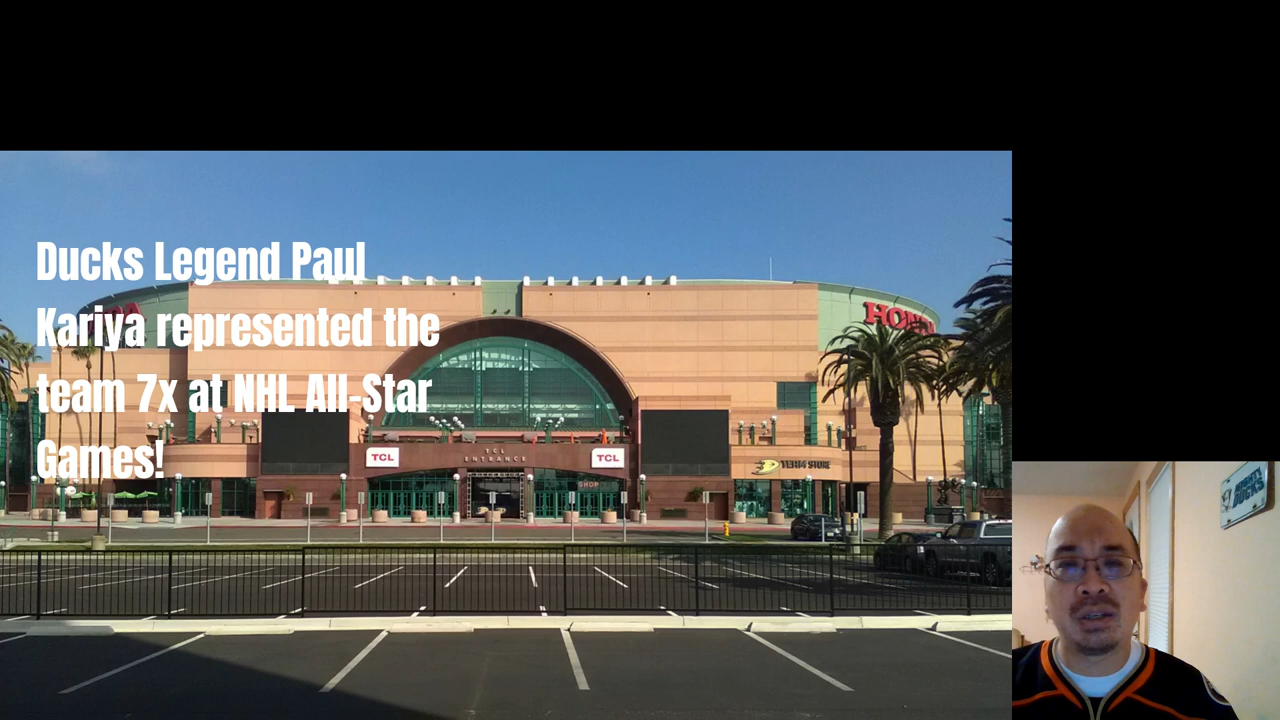 Ducks Legend Paul
Kariya represented the
team 7x at NHL All-Star
Games!
HONDA
TCL
TCL
ENTRANCE
TCL
SHOP
TEAM STORE
DUCKS